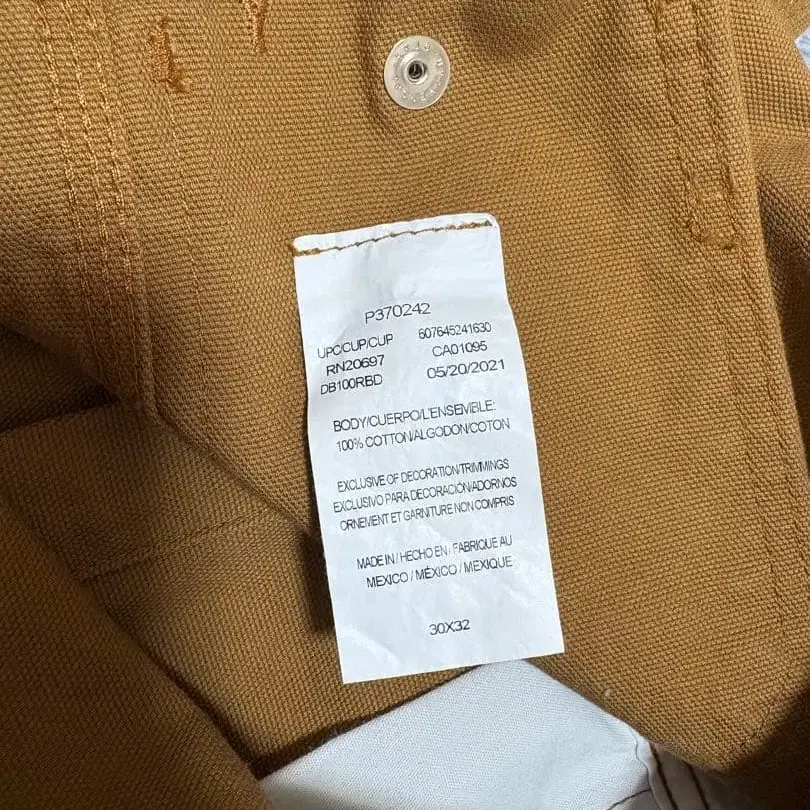 P370242
UPC/CUP/CUP 607645241630
RN20697 CA01095
DB100RBD 05/20/2021
BODY/CUERPO/L'ENSEMBLE:
100% COTTON/ALGODON/COTON
EXCLUSIVE OF DECORATION/TRIMMINGS
EXCLUSIVO PARA DECORACIÓN/ADORNOS
ORNEMENT ET GARNITURE NON COMPRIS
MADE IN / HECHO EN / FABRIQUE AU
MEXICO / MÉXICO / MEXIQUE
30X32